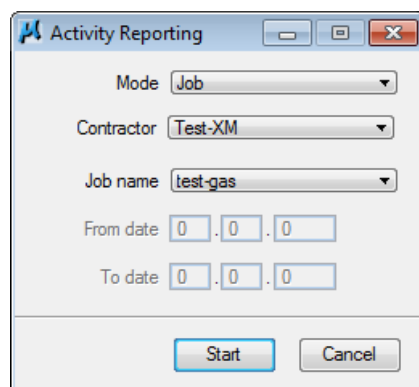 Activity Reporting
Mode Job
Contractor Test-XM
Job name test-gas
From date 0 . 0 . 0
To date 0 . 0 . 0
Start Cancel